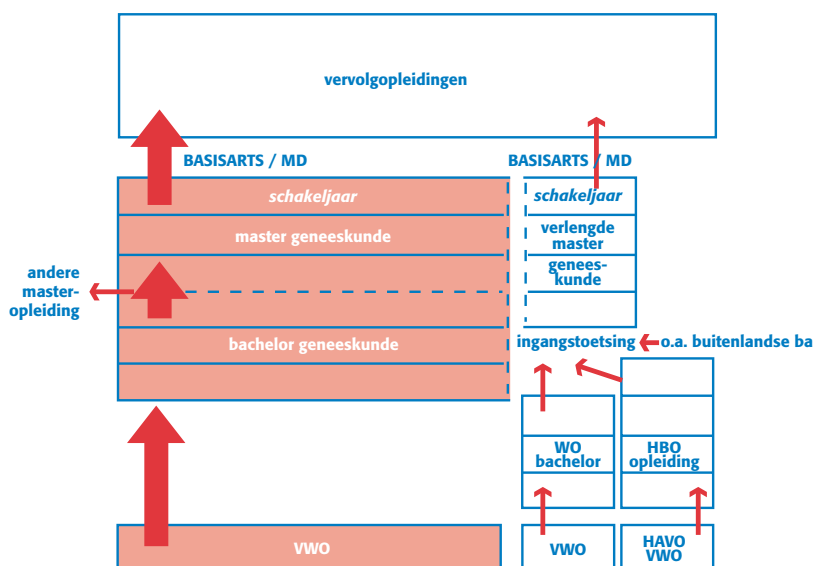 vervolgopleidingen
BASISARTS / MD
BASISARTS / MD
schakeljaar
schakeljaar
master geneeskunde
verlengde
master
genees-
kunde
andere
master-
opleiding
bachelor geneeskunde
ingangstoetsing
o.a. buitenlandse ba
WO
bachelor
HBO
opleiding
VWO
VWO
HAVO
VWO